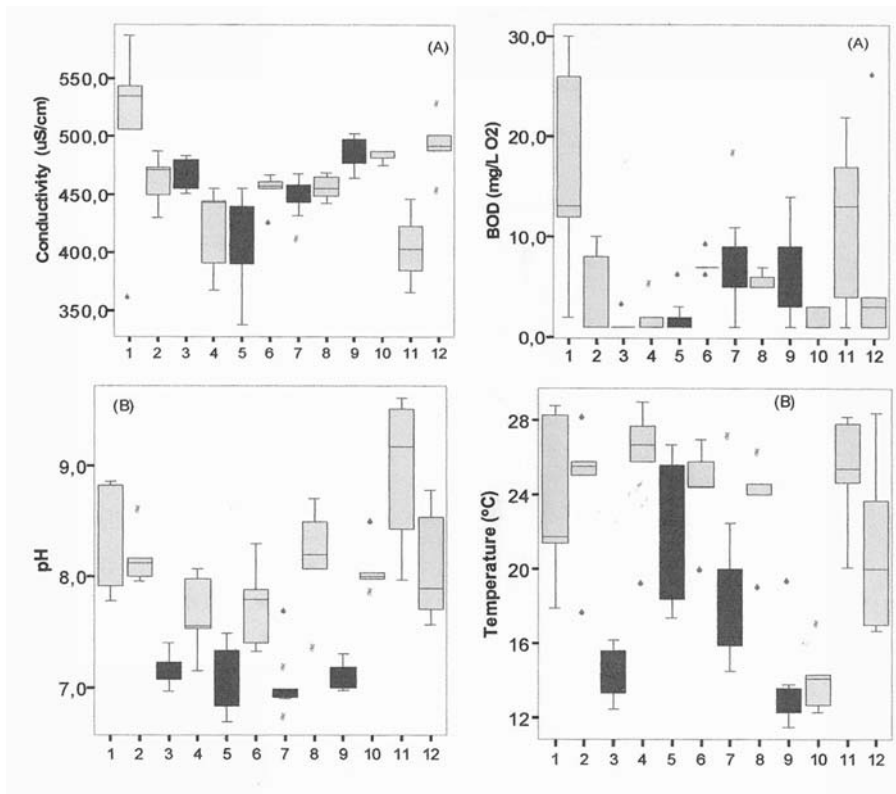 (A)
Conductivity (uS/cm)
550,0
500,0
450,0
400,0
350,0
1 2 3 4 5 6 7 8 9 10 11 12
(A)
BOD (mg/L O2)
30,0
20,0
10,0
0,0
1 2 3 4 5 6 7 8 9 10 11 12
(B)
pH
9,0
8,0
7,0
1 2 3 4 5 6 7 8 9 10 11 12
(B)
Temperature (°C)
28
24
20
16
12
1 2 3 4 5 6 7 8 9 10 11 12